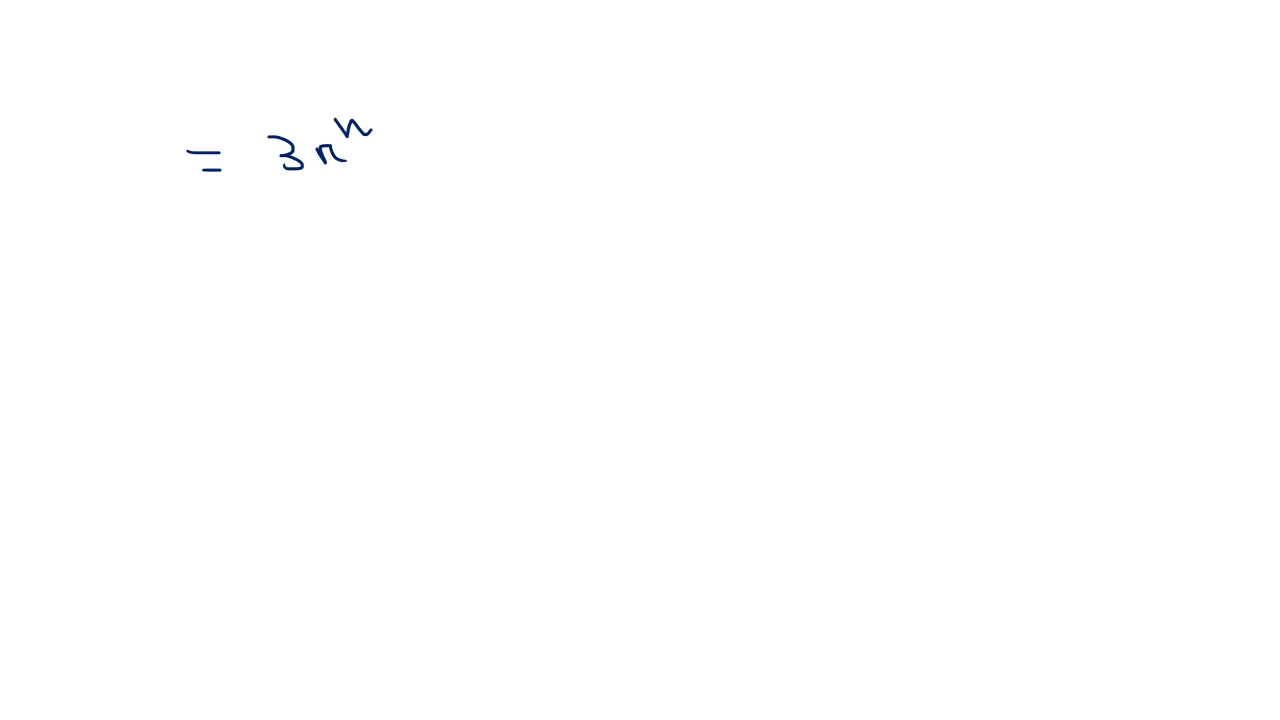 = 3n^n